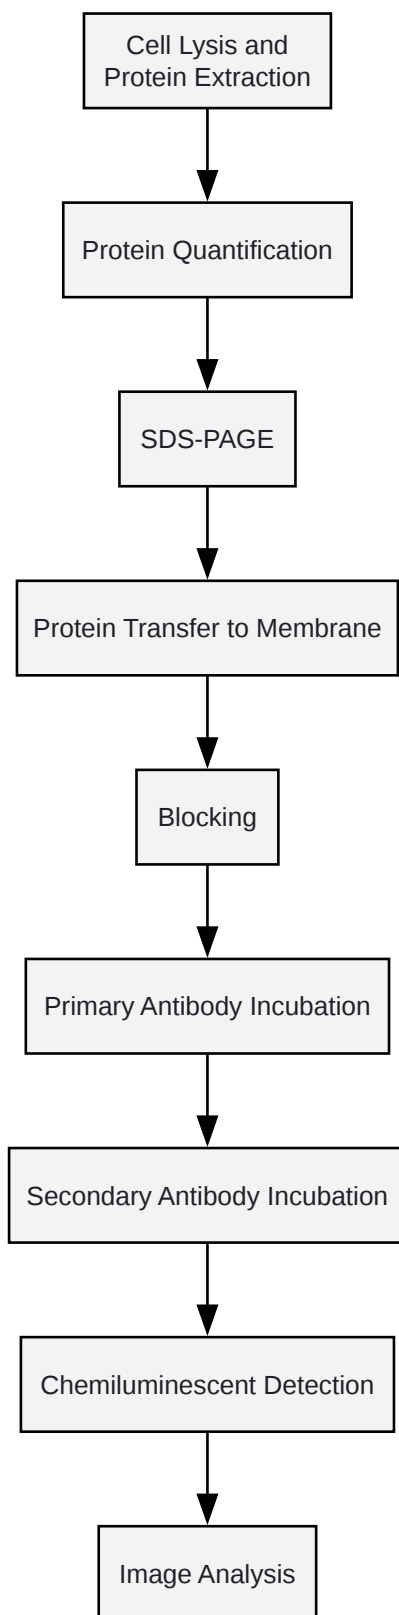 Cell Lysis and
Protein Extraction
Protein Quantification
SDS-PAGE
Protein Transfer to Membrane
Blocking
Primary Antibody Incubation
Secondary Antibody Incubation
Chemiluminescent Detection
Image Analysis